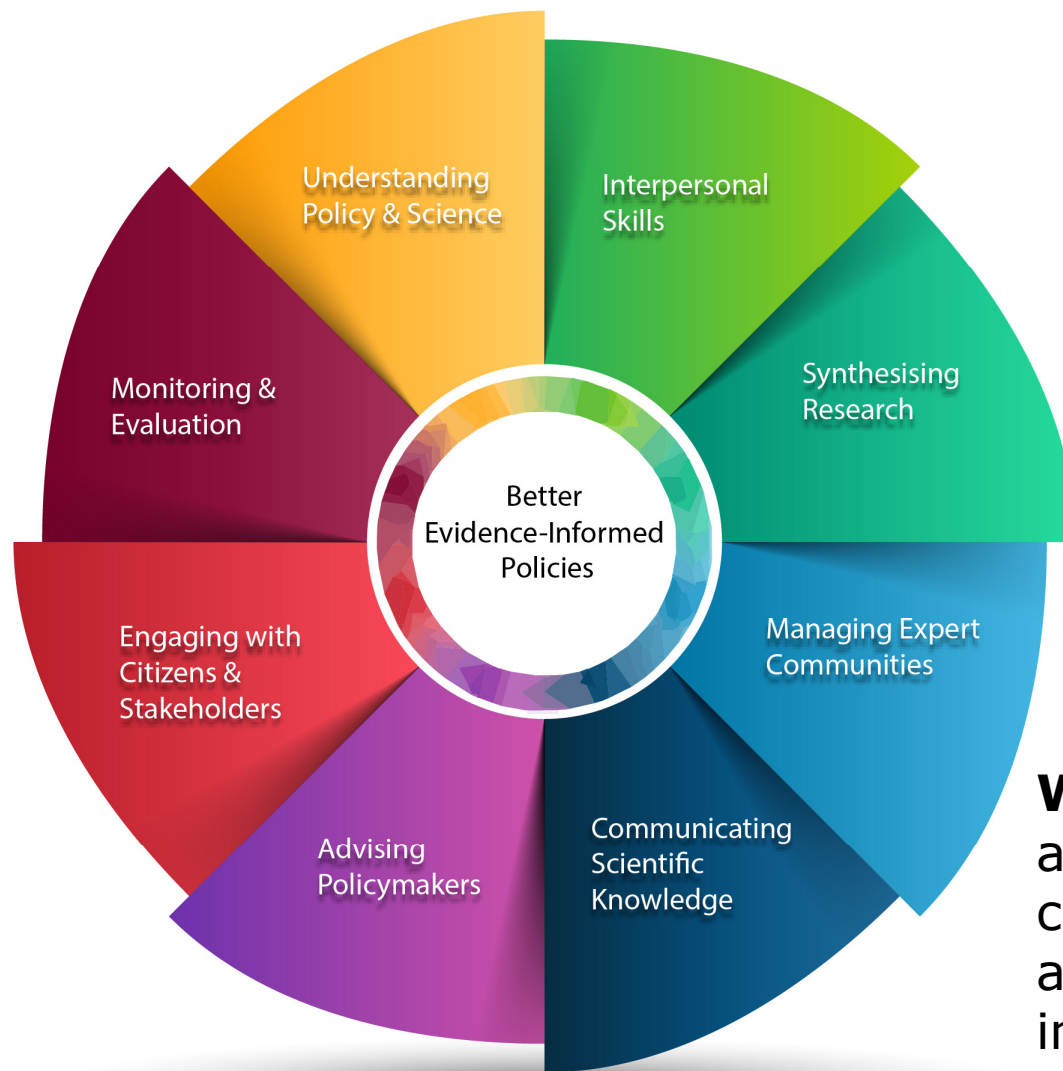 Understanding
Policy & Science
Interpersonal
Skills
Synthesising
Research
Managing Expert
Communities
Communicating
Scientific
Knowledge
Advising
Policymakers
Engaging with
Citizens &
Stakeholders
Monitoring &
Evaluation
Better
Evidence-Informed
Policies